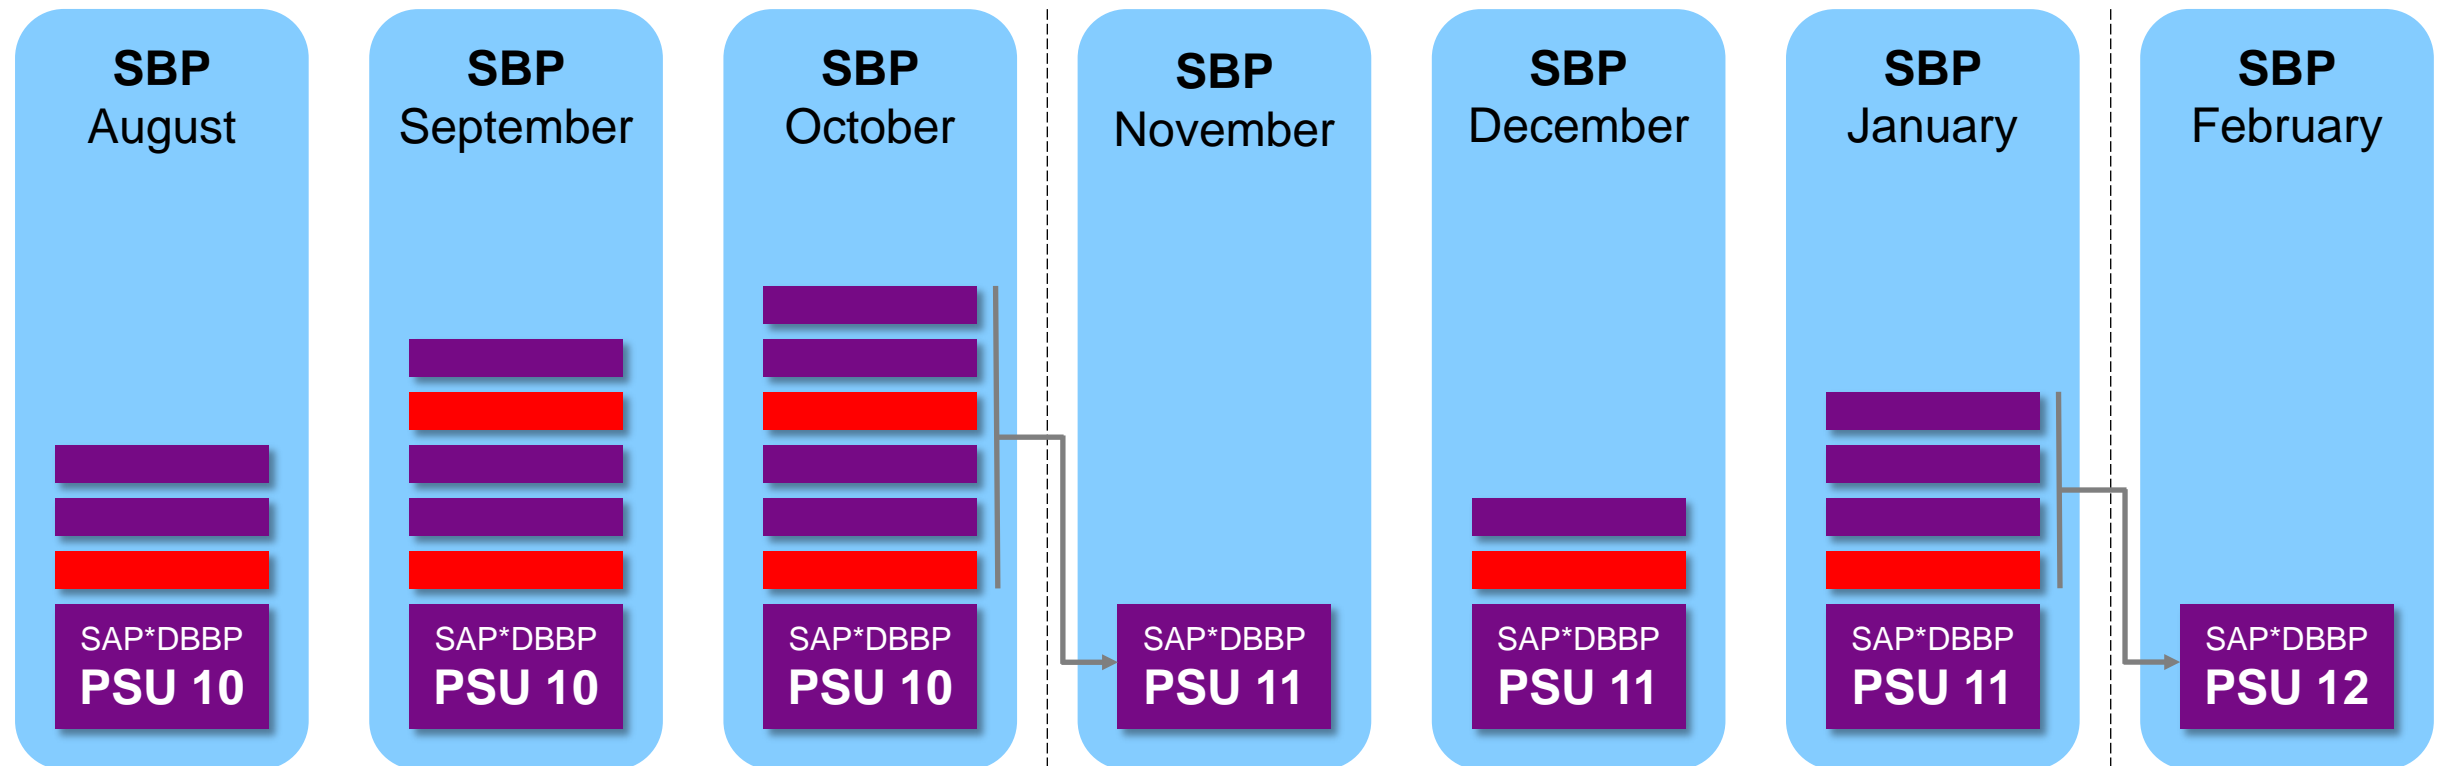 SBP
August
SAP*DBBP
PSU 10
SBP
September
SAP*DBBP
PSU 10
SBP
October
SAP*DBBP
PSU 10
SBP
November
SAP*DBBP
PSU 11
SBP
December
SAP*DBBP
PSU 11
SBP
January
SAP*DBBP
PSU 11
SBP
February
SAP*DBBP
PSU 12